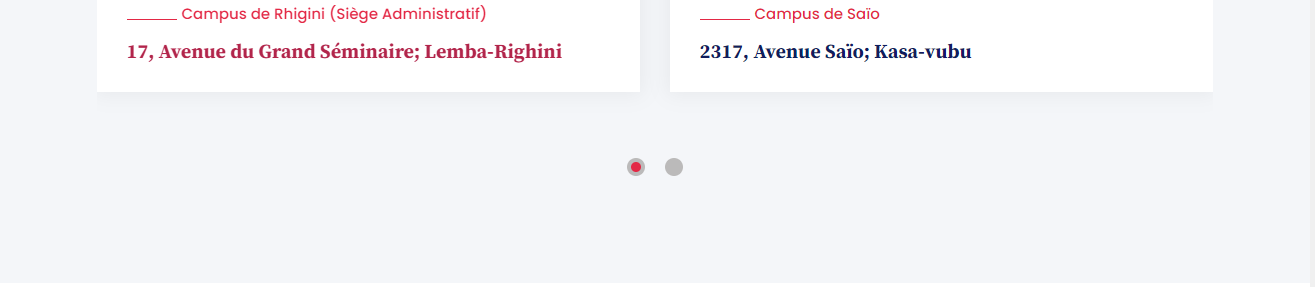 Campus de Rhigini (Siège Administratif)
17, Avenue du Grand Séminaire; Lemba-Righini
Campus de Saïo
2317, Avenue Saïo; Kasa-vubu